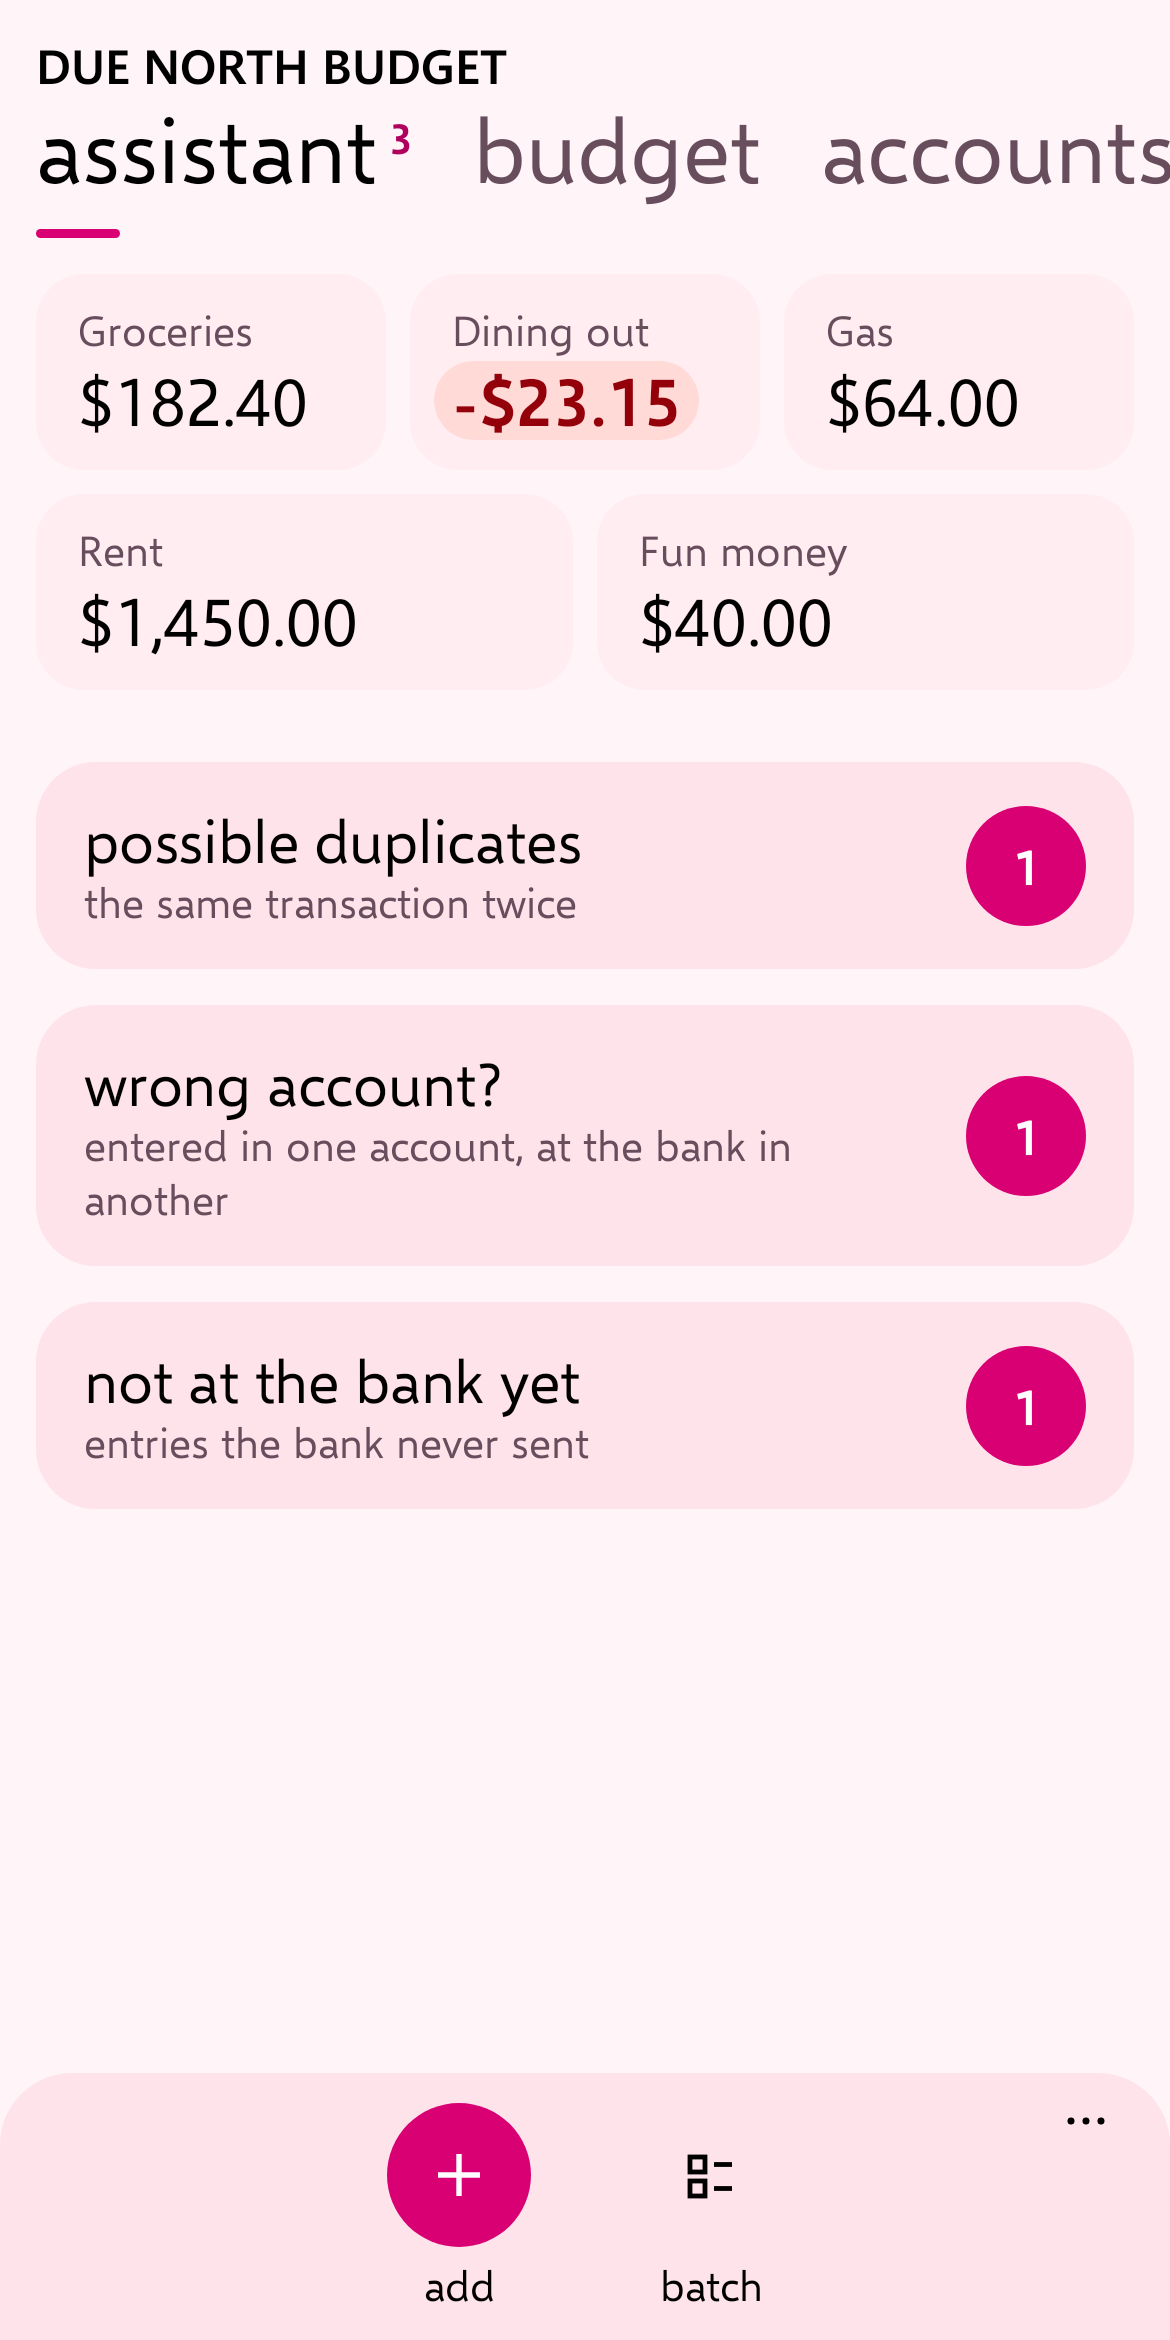 DUE NORTH BUDGET
assistant 3 budget accounts
Groceries Dining out Gas
$182.40 -$23.15 $64.00
Rent Fun money
$1,450.00 $40.00
possible duplicates
the same transaction twice
1
wrong account?
entered in one account, at the bank in
another
1
not at the bank yet
entries the bank never sent
1
add batch